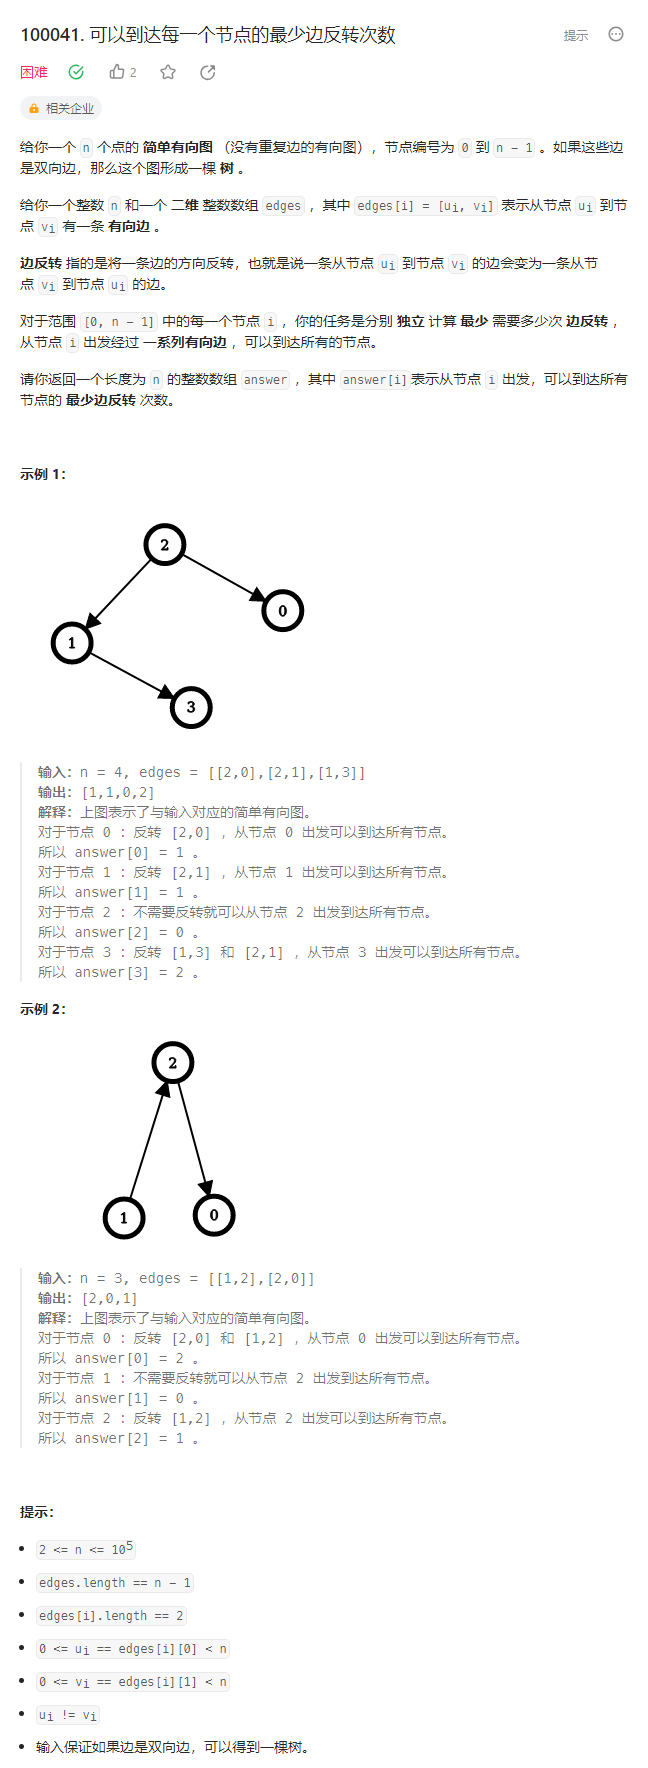 100041. 可以到达每一个节点的最少边反转次数
提示
困难
2
相关企业
给你一个 n 个点的 简单有向图 （没有重复边的有向图），节点编号为 0 到 n - 1 。如果这些边
是双向边，那么这个图形成一棵 树 。
给你一个整数 n 和一个 二维 整数数组 edges ，其中 edges[i] = [ui, vi] 表示从节点 ui 到节
点 vi 有一条 有向边 。
边反转 指的是将一条边的方向反转，也就是说一条从节点 ui 到节点 vi 的边会变为一条从节
点 vi 到节点 ui 的边。
对于范围 [0, n - 1] 中的每一个节点 i ，你的任务是分别 独立 计算 最少 需要多少次 边反转 ，
从节点 i 出发经过 一系列有向边 ，可以到达所有的节点。
请你返回一个长度为 n 的整数数组 answer ，其中 answer[i]表示从节点 i 出发，可以到达所有
节点的 最少边反转 次数。
示例 1：
2
0
1
3
输入：n = 4, edges = [[2,0],[2,1],[1,3]]
输出：[1,1,0,2]
解释：上图表示了与输入对应的简单有向图。
对于节点 0 ：反转 [2,0] ，从节点 0 出发可以到达所有节点。
所以 answer[0] = 1 。
对于节点 1 ：反转 [2,1] ，从节点 1 出发可以到达所有节点。
所以 answer[1] = 1 。
对于节点 2 ：不需要反转就可以从节点 2 出发到达所有节点。
所以 answer[2] = 0 。
对于节点 3 ：反转 [1,3] 和 [2,1] ，从节点 3 出发可以到达所有节点。
所以 answer[3] = 2 。
示例 2：
2
1
0
输入：n = 3, edges = [[1,2],[2,0]]
输出：[2,0,1]
解释：上图表示了与输入对应的简单有向图。
对于节点 0 ：反转 [2,0] 和 [1,2] ，从节点 0 出发可以到达所有节点。
所以 answer[0] = 2 。
对于节点 1 ：不需要反转就可以从节点 2 出发到达所有节点。
所以 answer[1] = 0 。
对于节点 2 ：反转 [1,2] ，从节点 2 出发可以到达所有节点。
所以 answer[2] = 1 。
提示：
2 <= n <= 10^5
edges.length == n - 1
edges[i].length == 2
0 <= ui == edges[i][0] < n
0 <= vi == edges[i][1] < n
ui != vi
输入保证如果边是双向边，可以得到一棵树。